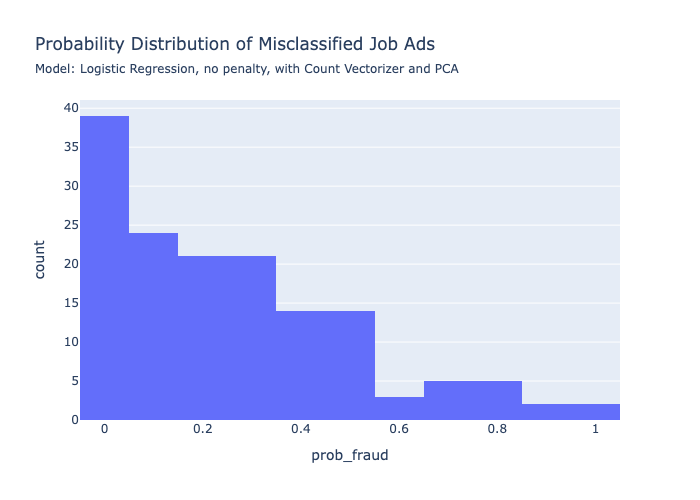 Probability Distribution of Misclassified Job Ads
Model: Logistic Regression, no penalty, with Count Vectorizer and PCA
40
35
30
25
20
15
10
5
0
count
0 0.2 0.4 0.6 0.8 1
prob_fraud